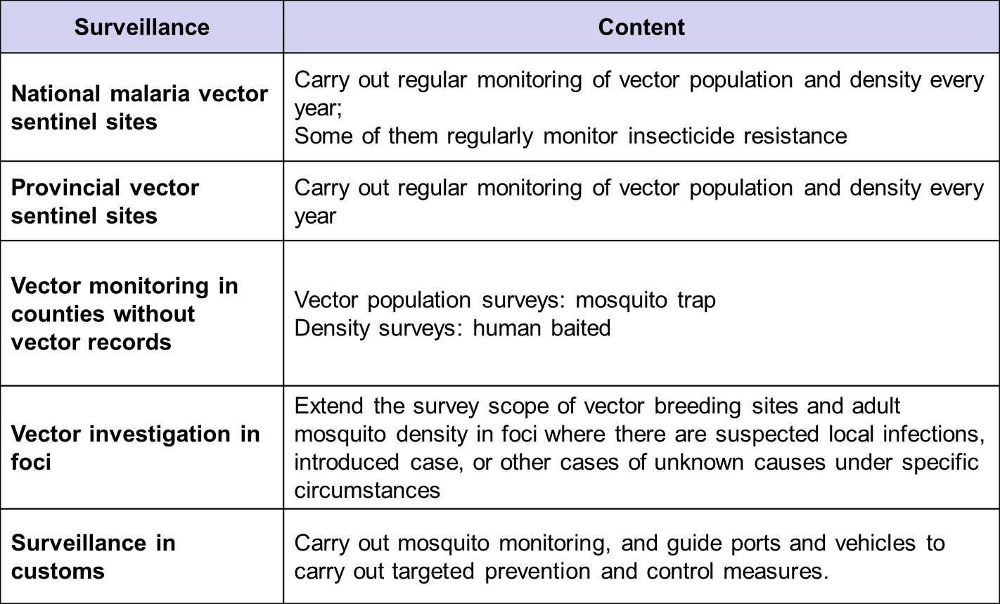 Surveillance
Content
National malaria vector
sentinel sites
Carry out regular monitoring of vector population and density every
year;
Some of them regularly monitor insecticide resistance
Provincial vector
sentinel sites
Carry out regular monitoring of vector population and density every
year
Vector monitoring in
counties without
vector records
Vector population surveys: mosquito trap
Density surveys: human baited
Vector investigation in
foci
Extend the survey scope of vector breeding sites and adult
mosquito density in foci where there are suspected local infections,
introduced case, or other cases of unknown causes under specific
circumstances
Surveillance in
customs
Carry out mosquito monitoring, and guide ports and vehicles to
carry out targeted prevention and control measures.